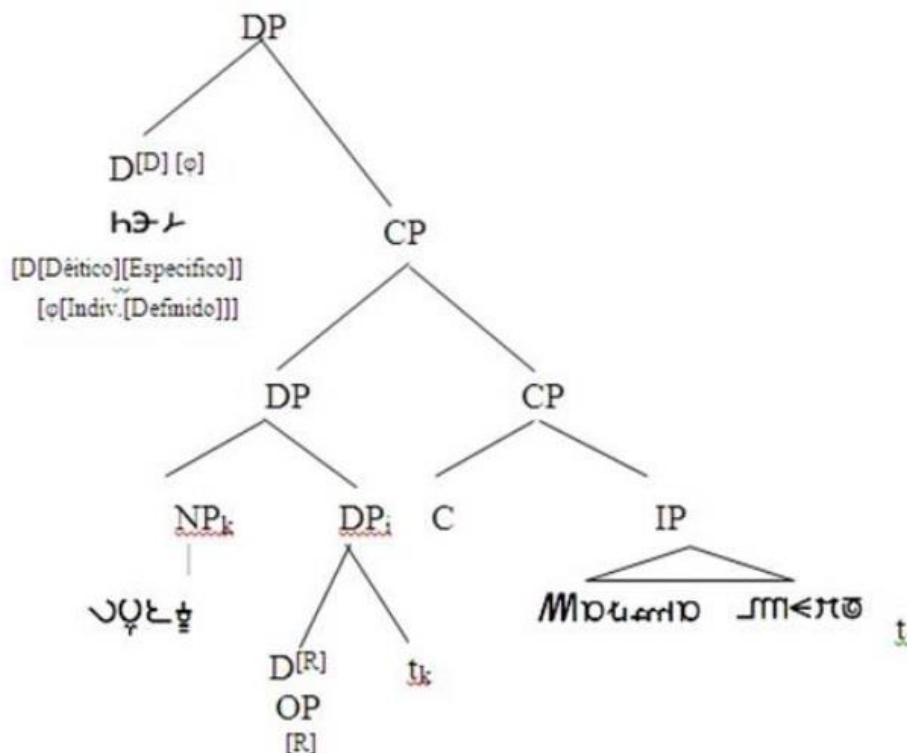 DP
D[D] [φ]
CP
[D[Dêitico][Especifico]]
[φ[Indiv.[Definido]]]
DP CP
NPk DPi C IP
t
D[R] tk
OP
[R]